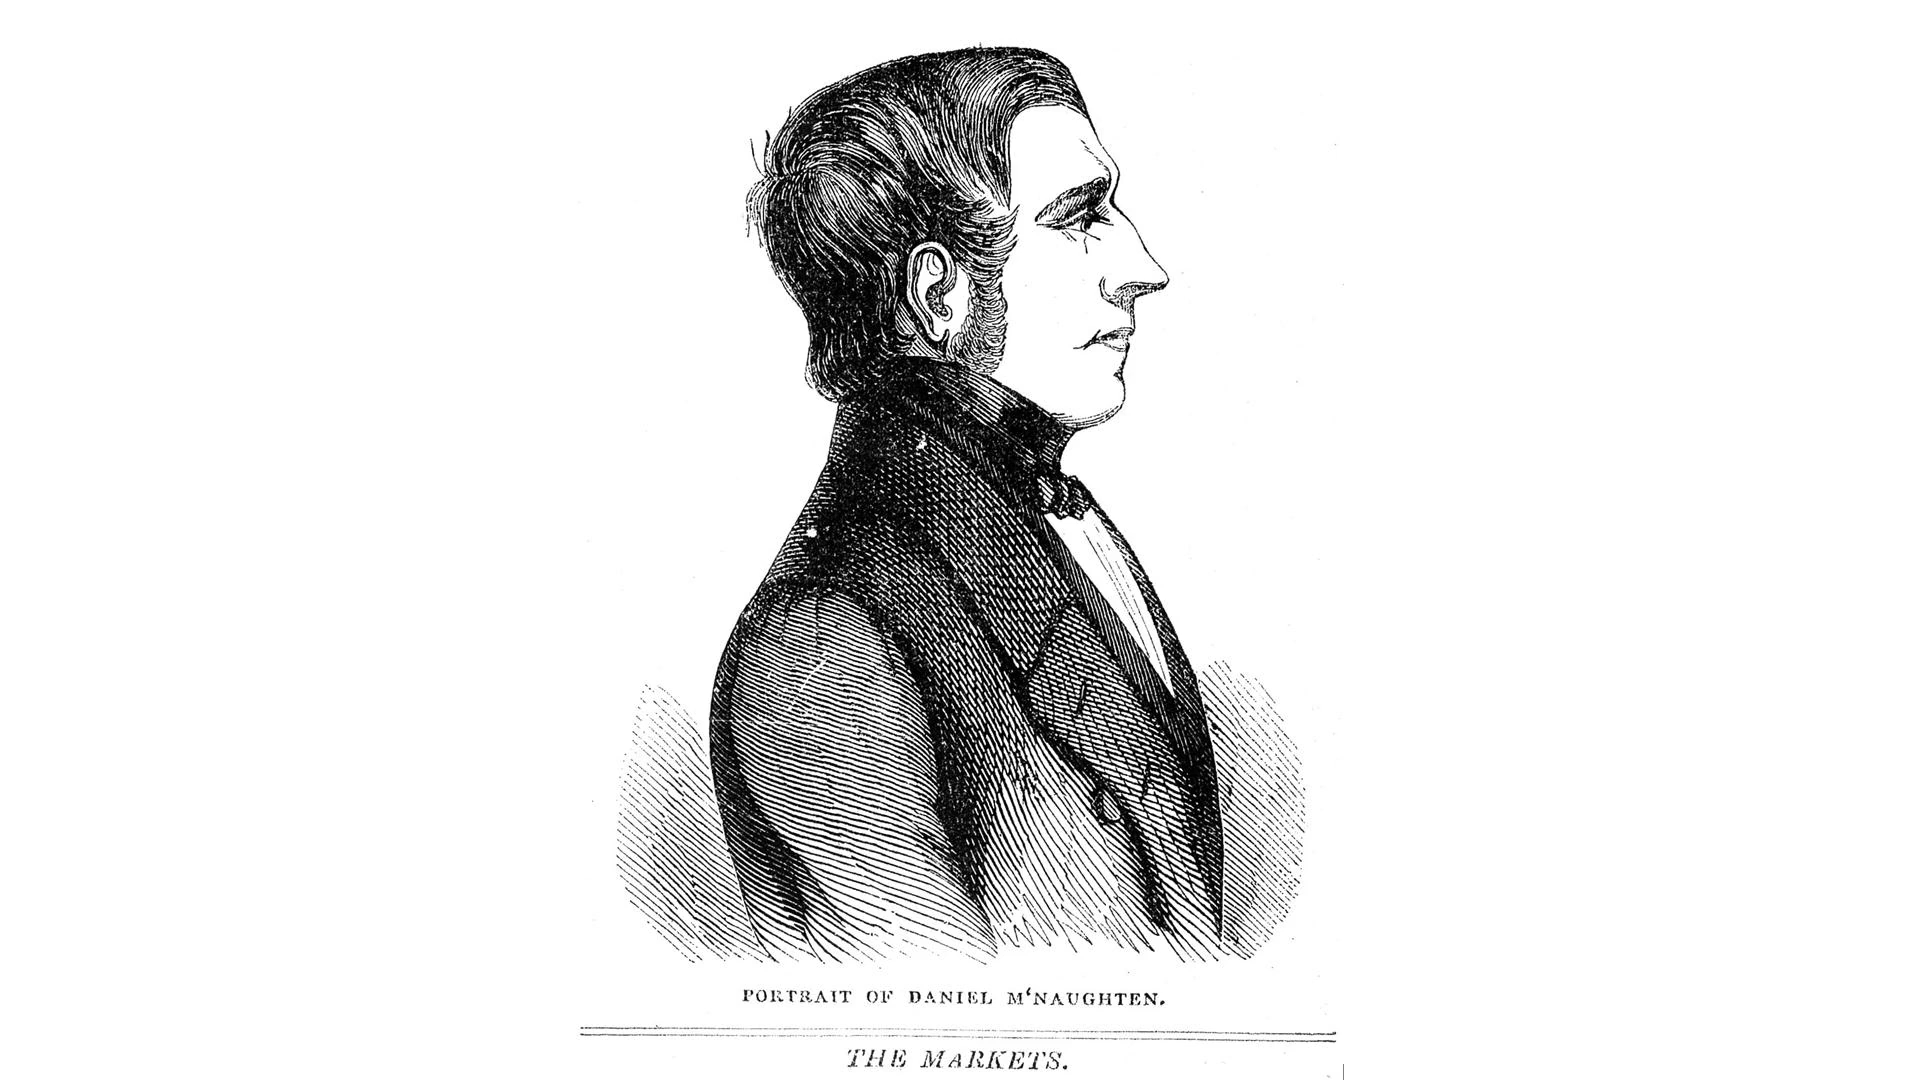 PORTRAIT OF DANIEL M‘NAUGHTEN.
THE MARKETS.